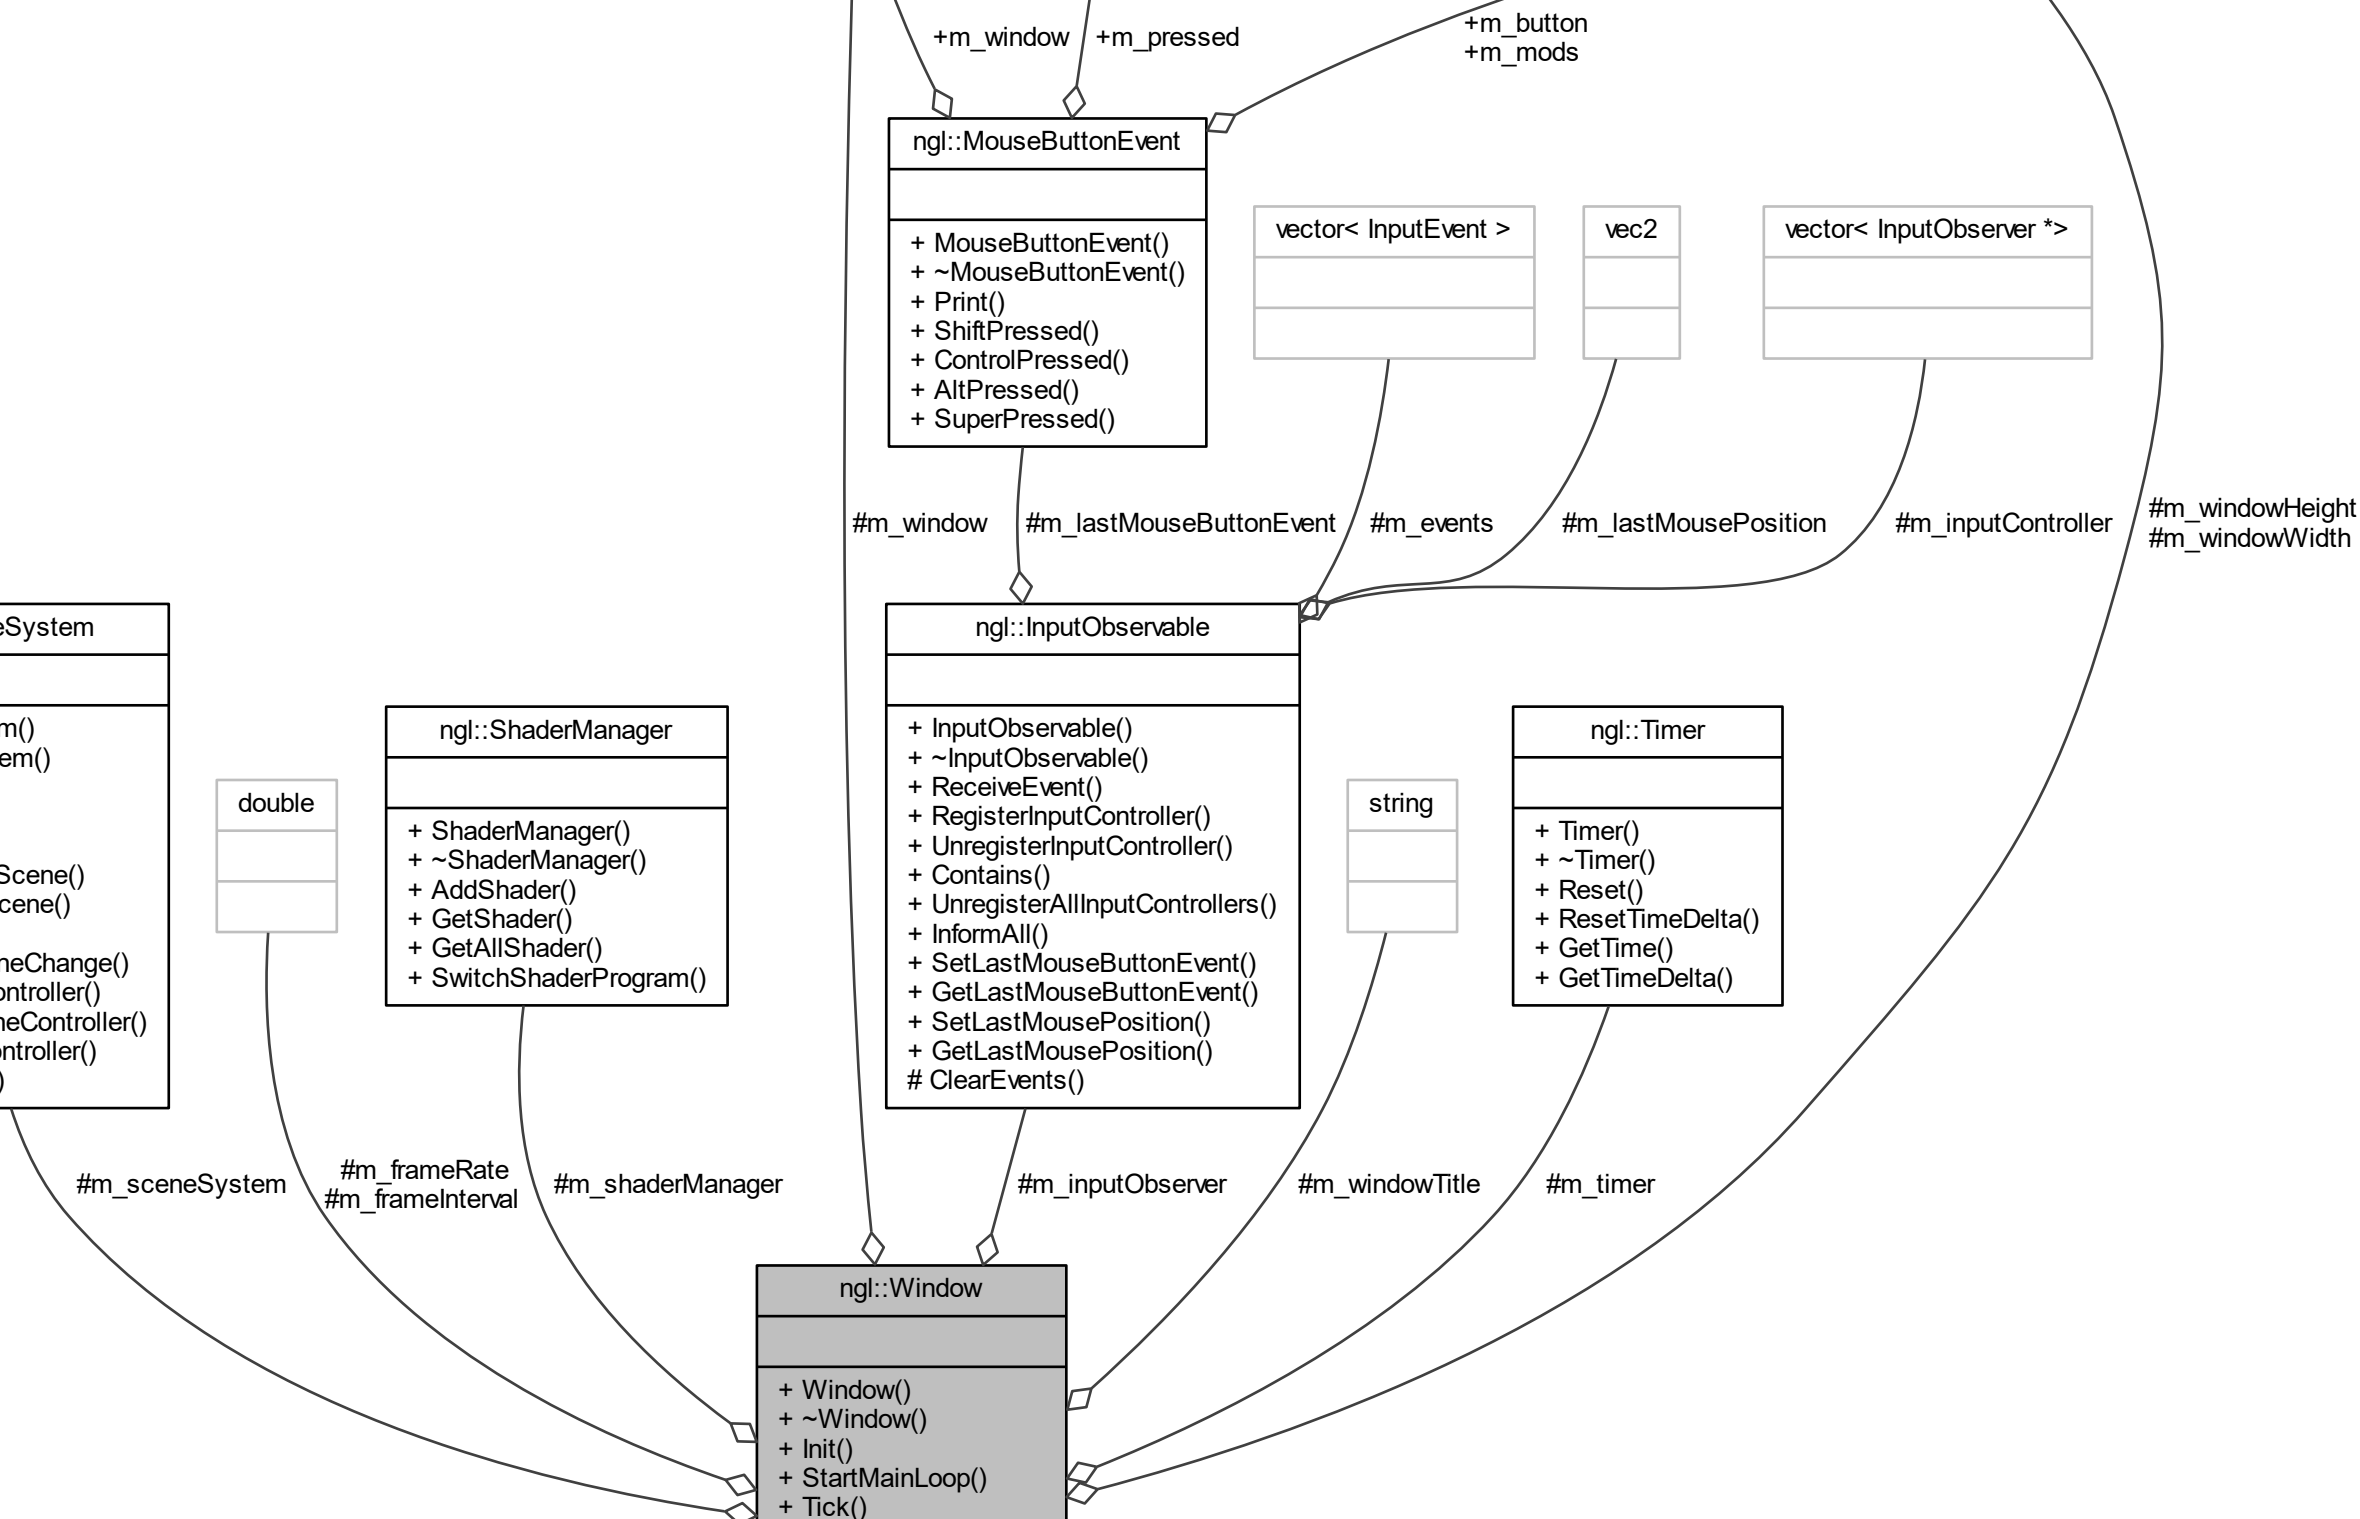 +m_window
+m_pressed
+m_button
+m_mods
ngl::MouseButtonEvent
+ MouseButtonEvent()
+ ~MouseButtonEvent()
+ Print()
+ ShiftPressed()
+ ControlPressed()
+ AltPressed()
+ SuperPressed()
vector< InputEvent >
vec2
vector< InputObserver *>
#m_window
#m_lastMouseButtonEvent
#m_events
#m_lastMousePosition
#m_inputController
#m_windowHeight
#m_windowWidth
eSystem
m()
em()
Scene()
cene()
neChange()
ontroller()
neController()
ontroller()
)
double
ngl::ShaderManager
+ ShaderManager()
+ ~ShaderManager()
+ AddShader()
+ GetShader()
+ GetAllShader()
+ SwitchShaderProgram()
ngl::InputObservable
+ InputObservable()
+ ~InputObservable()
+ ReceiveEvent()
+ RegisterInputController()
+ UnregisterInputController()
+ Contains()
+ UnregisterAllInputControllers()
+ InformAll()
+ SetLastMouseButtonEvent()
+ GetLastMouseButtonEvent()
+ SetLastMousePosition()
+ GetLastMousePosition()
# ClearEvents()
string
ngl::Timer
+ Timer()
+ ~Timer()
+ Reset()
+ ResetTimeDelta()
+ GetTime()
+ GetTimeDelta()
#m_sceneSystem
#m_frameRate
#m_frameInterval
#m_shaderManager
#m_inputObserver
#m_windowTitle
#m_timer
ngl::Window
+ Window()
+ ~Window()
+ Init()
+ StartMainLoop()
+ Tick()